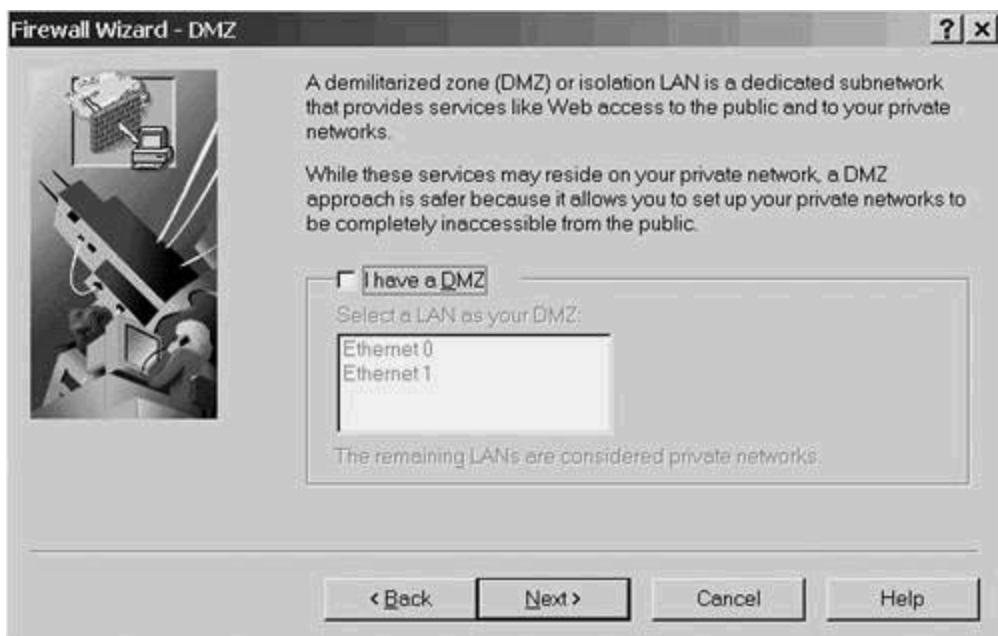 Firewall Wizard - DMZ
? ×
A demilitarized zone (DMZ) or isolation LAN is a dedicated subnetwork
that provides services like Web access to the public and to your private
networks.
While these services may reside on your private network, a DMZ
approach is safer because it allows you to set up your private networks to
be completely inaccessible from the public.
I have a DMZ
Select a LAN as your DMZ:
Ethernet 0
Ethernet 1
The remaining LANs are considered private networks.
< Back
Next >
Cancel
Help